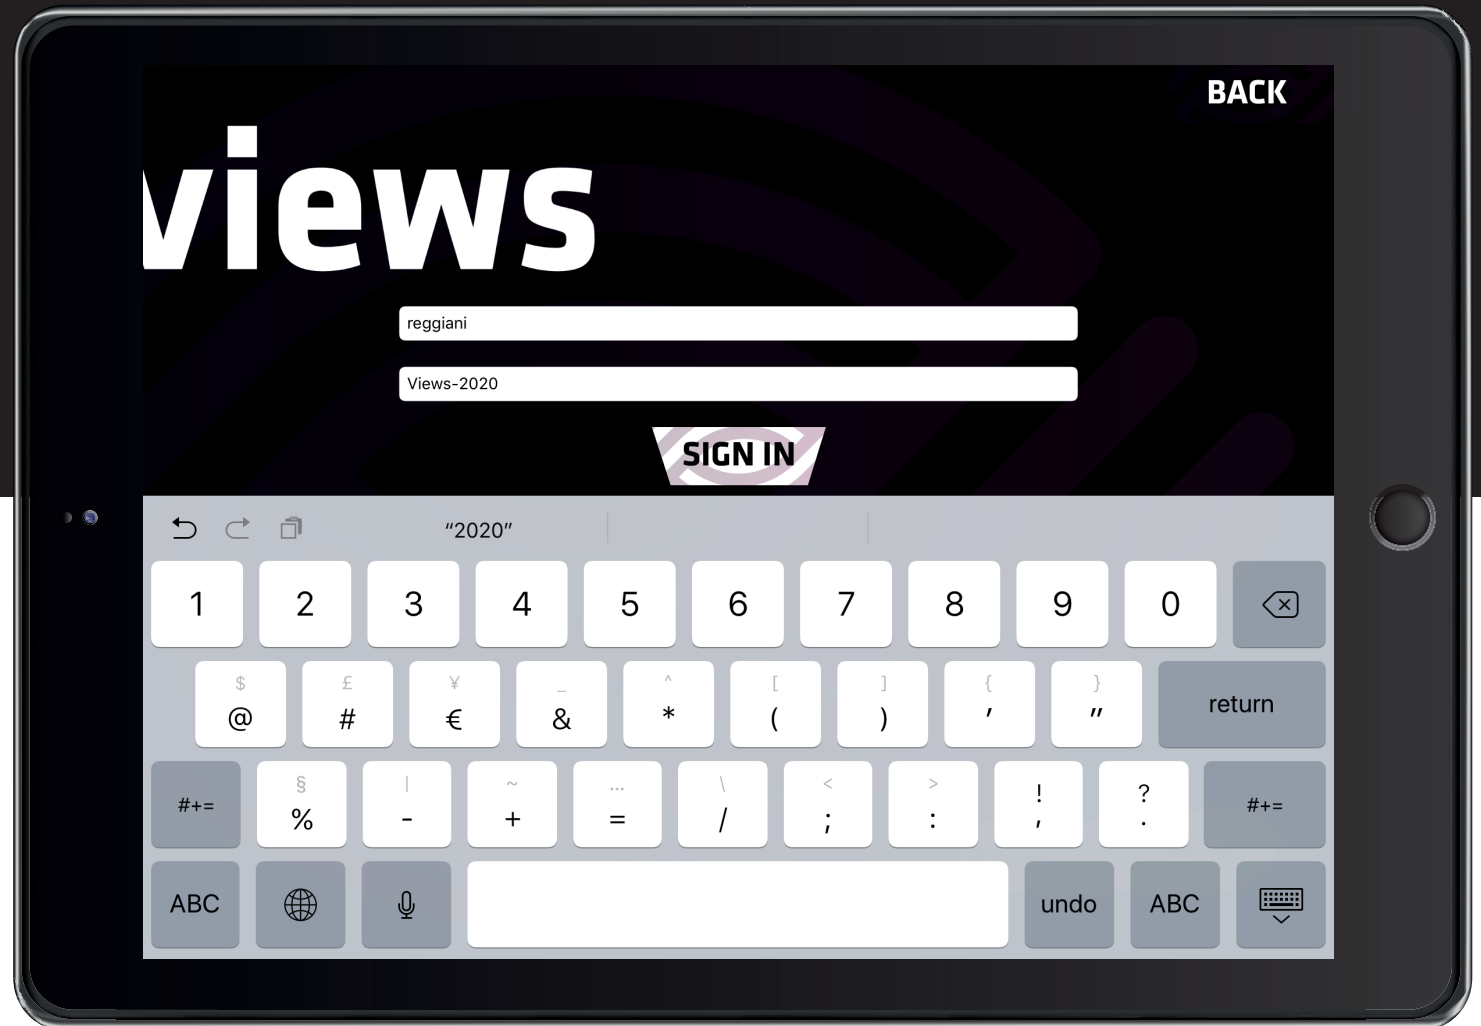 BACK
views
reggiani
Views-2020
SIGN IN
“2020”
1 2 3 4 5 6 7 8 9 0
$ £ ¥ _ ^ [ ] { }
@ # € & * ( ) ' " return
§ | ~ … \ < > ! ?
#+= % - + = / ; : , . #+=
ABC undo ABC